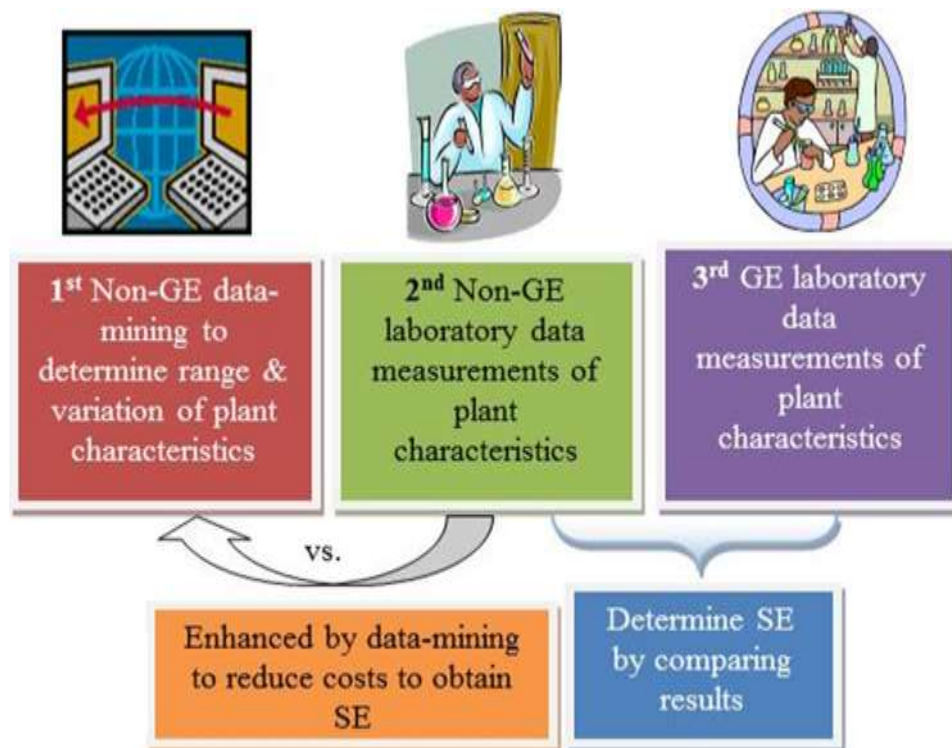 1st Non-GE data-
mining to
determine range &
variation of plant
characteristics
2nd Non-GE
laboratory data
measurements of
plant
characteristics
3rd GE laboratory
data
measurements of
plant
characteristics
vs.
Enhanced by data-mining
to reduce costs to obtain
SE
Determine SE
by comparing
results